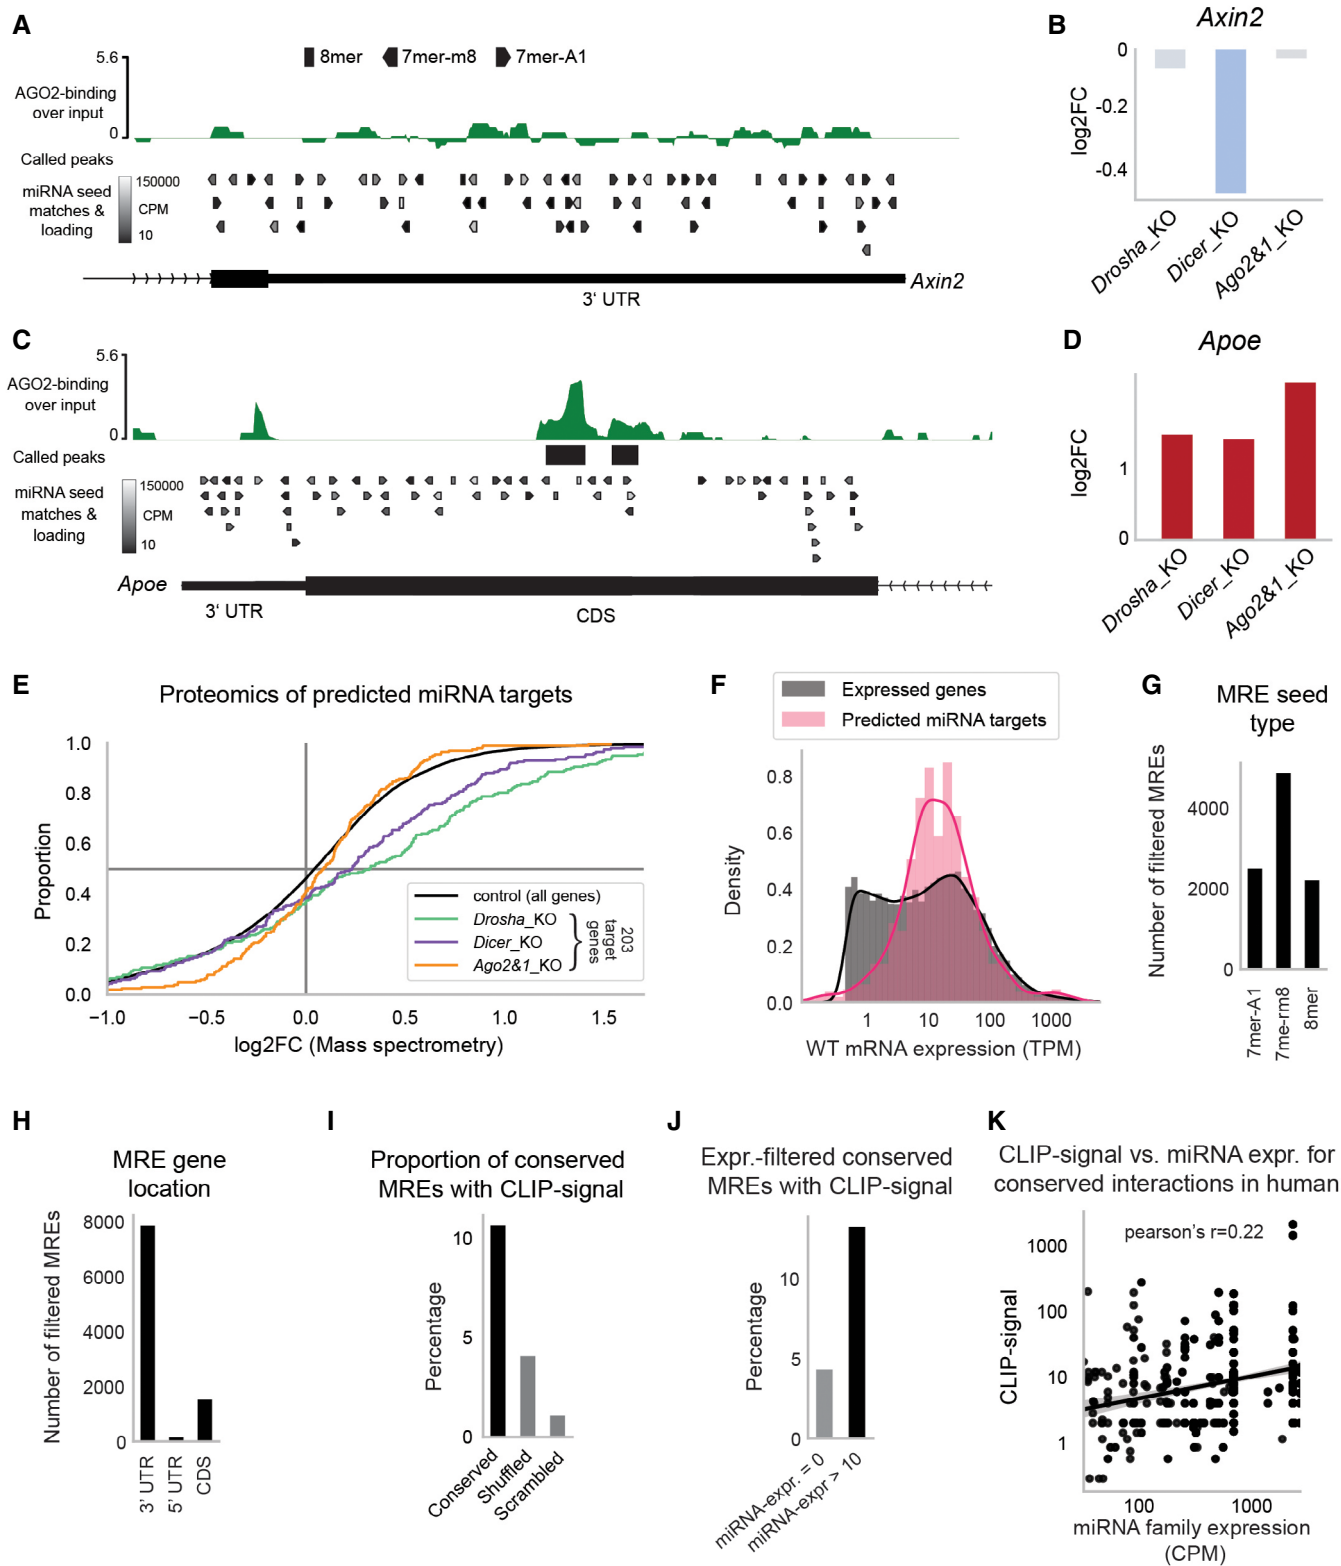 A
5.6
AGO2-binding
over input
0
8mer
7mer-m8
7mer-A1
Called peaks
miRNA seed
matches &
loading
150000
CPM
10
3‘ UTR
Axin2
B
Axin2
log2FC
0
-0.2
-0.4
Drosha_KO
Dicer_KO
Ago2&1_KO
C
5.6
AGO2-binding
over input
0
Called peaks
miRNA seed
matches &
loading
150000
CPM
10
Apoe
3‘ UTR
CDS
D
Apoe
log2FC
1
0
Drosha_KO
Dicer_KO
Ago2&1_KO
E
Proteomics of predicted miRNA targets
Proportion
1.0
0.8
0.6
0.4
0.2
0.0
control (all genes)
Drosha_KO
Dicer_KO
Ago2&1_KO
203
target
genes
−1.0
−0.5
0.0
0.5
1.0
1.5
log2FC (Mass spectrometry)
F
Expressed genes
Predicted miRNA targets
Density
0.8
0.6
0.4
0.2
0.0
1
10
100
1000
WT mRNA expression (TPM)
G
MRE seed
type
Number of filtered MREs
4000
2000
0
7mer-A1
7me-rm8
8mer
H
MRE gene
location
Number of filtered MREs
8000
6000
4000
2000
0
3' UTR
5' UTR
CDS
I
Proportion of conserved
MREs with CLIP-signal
Percentage
10
5
0
Conserved
Shuffled
Scrambled
J
Expr.-filtered conserved
MREs with CLIP-signal
Percentage
10
5
0
miRNA-expr. = 0
miRNA-expr > 10
K
CLIP-signal vs. miRNA expr. for
conserved interactions in human
pearson’s r=0.22
CLIP-signal
1000
100
10
1
100
1000
miRNA family expression
(CPM)